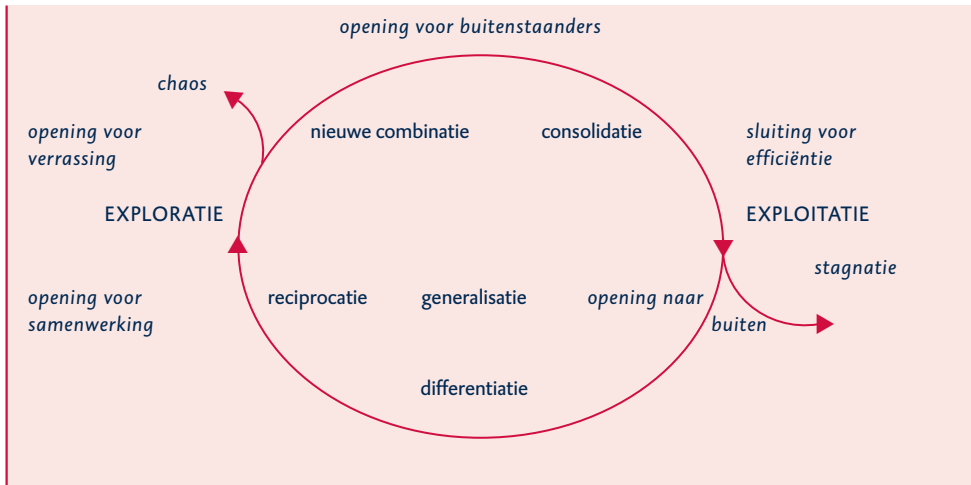 opening voor buitenstaanders
chaos
opening voor
verrassing
nieuwe combinatie
consolidatie
sluiting voor
efficiëntie
EXPLORATIE
EXPLOITATIE
stagnatie
opening voor
samenwerking
reciprocatie
generalisatie
opening naar
buiten
differentiatie